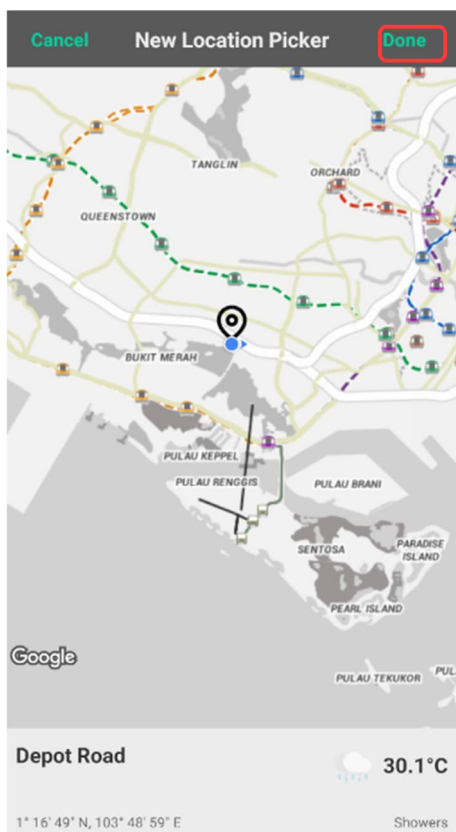 Cancel New Location Picker Done
TANGLIN
ORCHARD
QUEENSTOWN
BUKIT MERAH
PULAU KEPPEL
PULAU RENGGIS
PULAU BRANI
SENTOSA
PARADISE
ISLAND
PEARL ISLAND
Google
PULAU TEKUKOR
PUL
Depot Road
30.1°C
1° 16' 49" N, 103° 48' 59" E
Showers